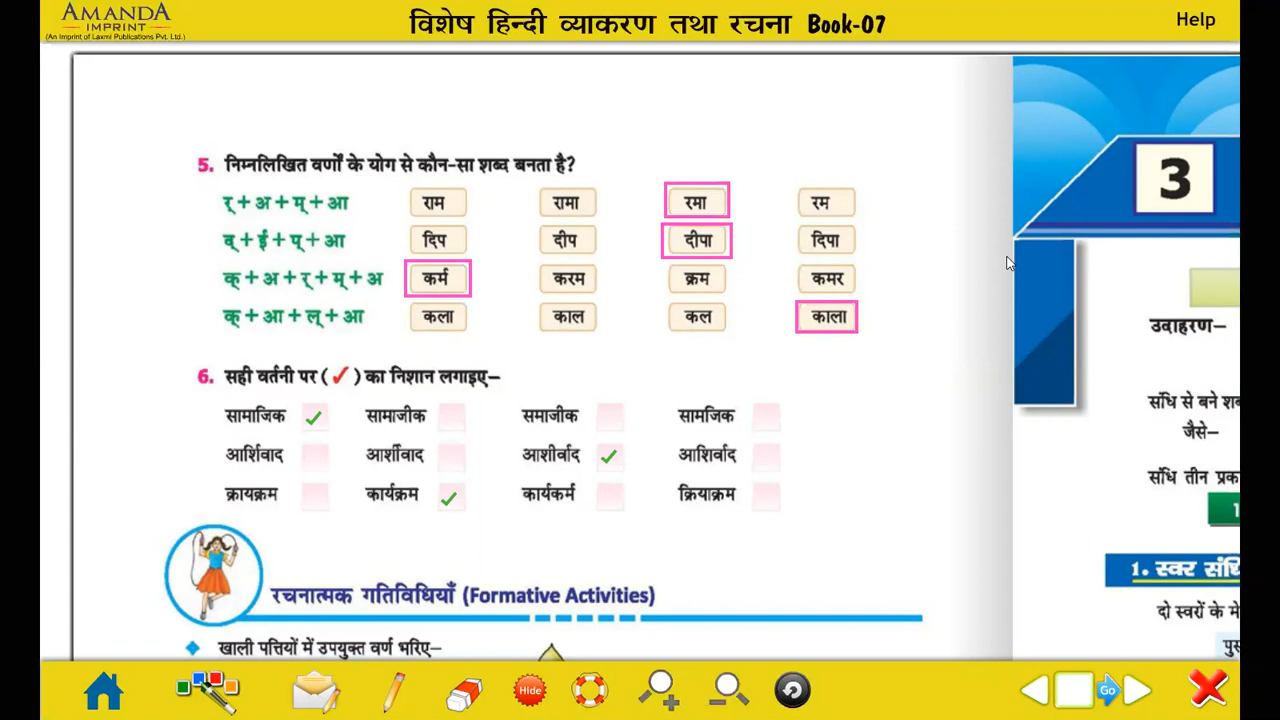 AMANDA
IMPRINT
(An imprint of Laxmi Publications Pvt. Ltd.)
विशेष हिन्दी व्याकरण तथा रचना Book-07
Help
5. निम्नलिखित वर्णों के योग से कौन-सा शब्द बनता है?
र् + अ + म् + आ राम रामा रमा रम
व् + ई + प् + आ दिप दीप दीपा दिपा
क् + अ + र् + म् + अ कर्म करम क्रम कमर
क् + आ + ल् + आ कला काल कल काला
6. सही वर्तनी पर ( ✓ ) का निशान लगाइए–
सामाजिक ✓ सामाजीक समाजीक सामजिक
आर्शिवाद आर्शीवाद आशीर्वाद ✓ आशिर्वाद
क्रायक्रम कार्यक्रम ✓ कार्यकर्म क्रियाक्रम
रचनात्मक गतिविधियाँ (Formative Activities)
खाली पत्तियों में उपयुक्त वर्ण भरिए–
3
उदाहरण–
संधि से बने
जैसे–
संधि तीन
1. स्वर संधि
दो स्वरों के
Hide
Go